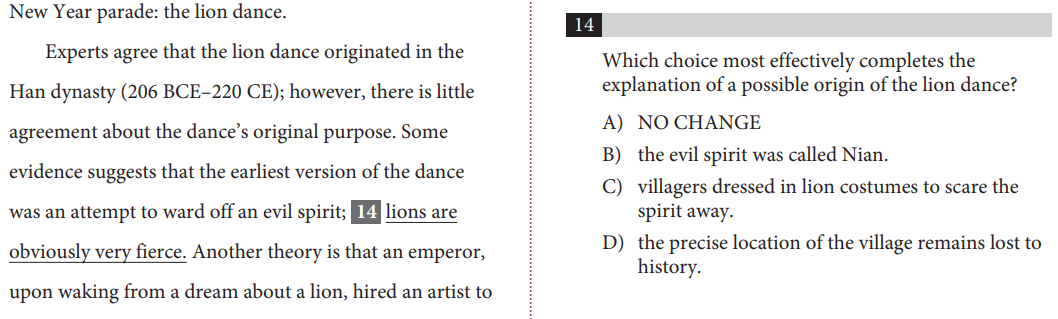 New Year parade: the lion dance.
Experts agree that the lion dance originated in the
Han dynasty (206 BCE–220 CE); however, there is little
agreement about the dance’s original purpose. Some
evidence suggests that the earliest version of the dance
was an attempt to ward off an evil spirit; 14 lions are
obviously very fierce. Another theory is that an emperor,
upon waking from a dream about a lion, hired an artist to
14
Which choice most effectively completes the
explanation of a possible origin of the lion dance?
A) NO CHANGE
B) the evil spirit was called Nian.
C) villagers dressed in lion costumes to scare the
spirit away.
D) the precise location of the village remains lost to
history.